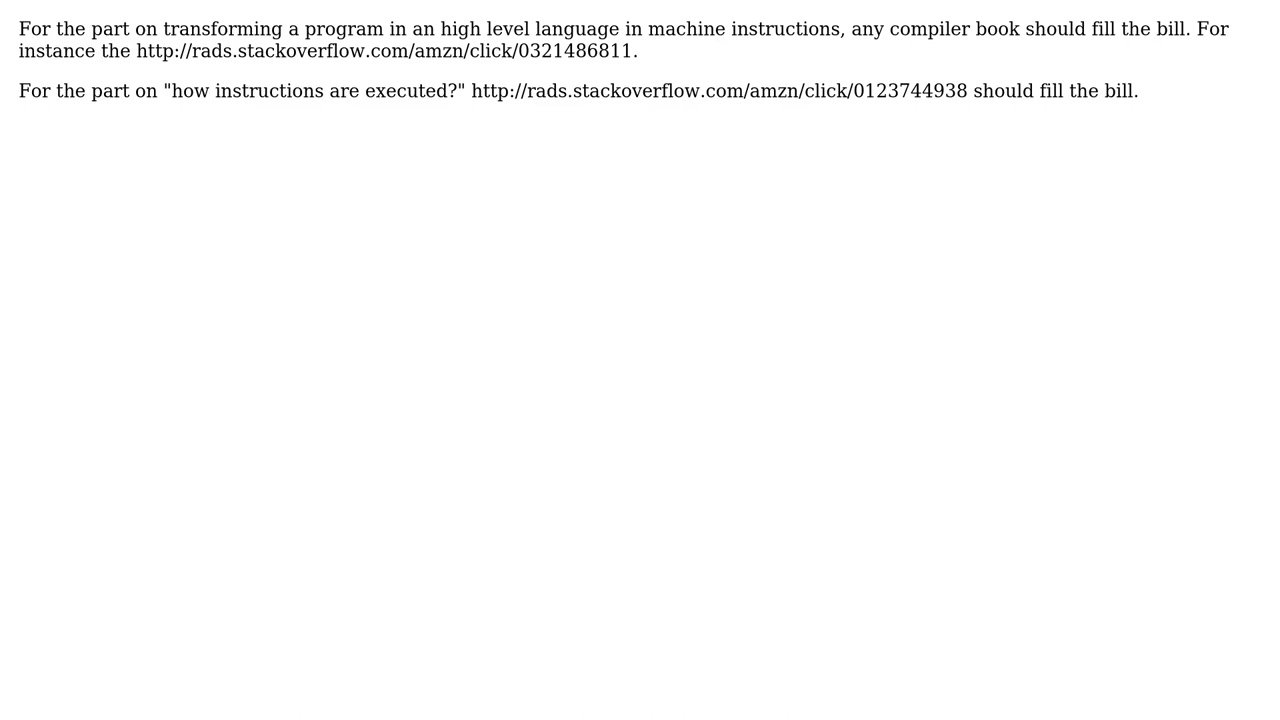 For the part on transforming a program in an high level language in machine instructions, any compiler book should fill the bill. For
instance the http://rads.stackoverflow.com/amzn/click/0321486811.
For the part on "how instructions are executed?" http://rads.stackoverflow.com/amzn/click/0123744938 should fill the bill.